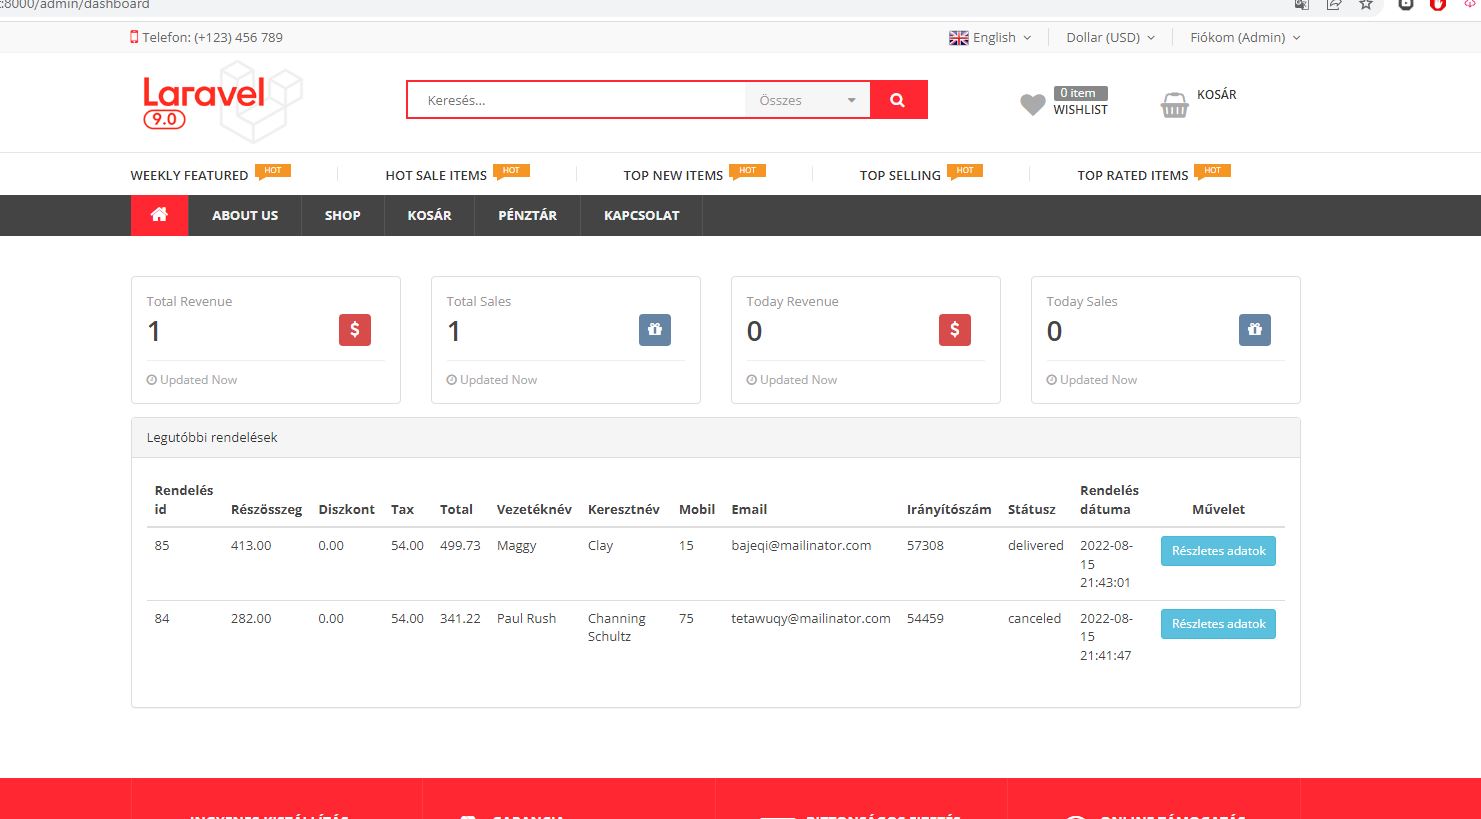 :8000/admin/dashboard
Telefon: (+123) 456 789
English
Dollar (USD)
Fiókom (Admin)
Laravel
9.0
Keresés...
Összes
0 item
WISHLIST
KOSÁR
WEEKLY FEATURED HOT
HOT SALE ITEMS HOT
TOP NEW ITEMS HOT
TOP SELLING HOT
TOP RATED ITEMS HOT
ABOUT US SHOP KOSÁR PÉNZTÁR KAPCSOLAT
Total Revenue
1
$
Updated Now
Total Sales
1
Updated Now
Today Revenue
0
$
Updated Now
Today Sales
0
Updated Now
Legutóbbi rendelések
Rendelés id Részösszeg Diszkont Tax Total Vezetéknév Keresztnév Mobil Email Irányítószám Státusz Rendelés dátuma Művelet
85 413.00 0.00 54.00 499.73 Maggy Clay 15 bajeqi@mailinator.com 57308 delivered 2022-08-15 21:43:01 Részletes adatok
84 282.00 0.00 54.00 341.22 Paul Rush Channing Schultz 75 tetawuqy@mailinator.com 54459 canceled 2022-08-15 21:41:47 Részletes adatok